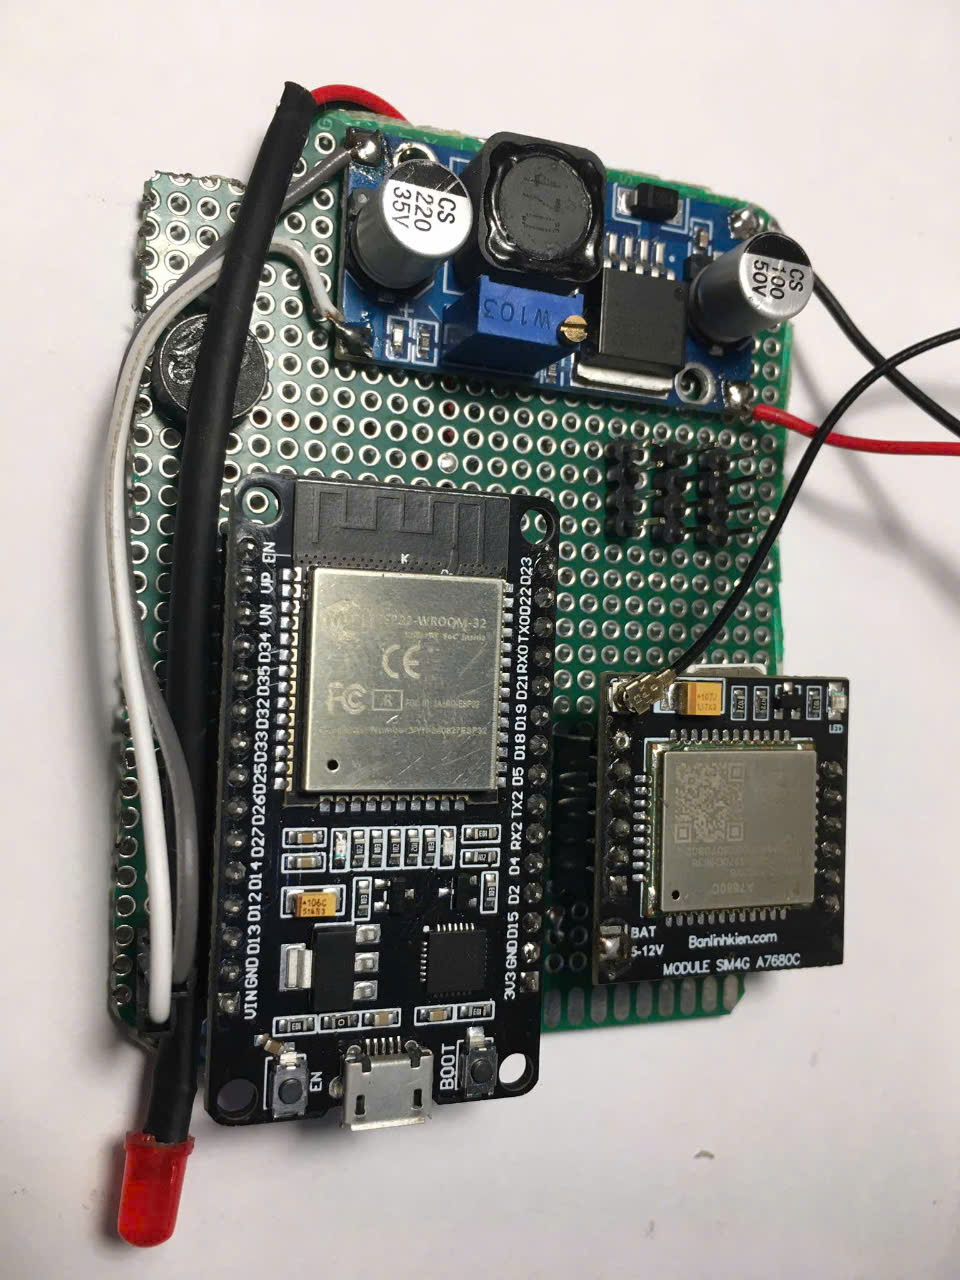 CS
220
35V
W103
CS
100
50V
ESP32-WROOM-32
CE
FC
EN
VP
VN
D34
D35
D32
D33
D25
D26
D27
D14
D12
D13
GND
VIN
D23
D22
TX0
RX0
D21
D19
D18
D5
TX2
RX2
D4
D2
D15
GND
3V3
106C
EN
BOOT
107J
A7680C
BAT
5-12V
Banlinhkien.com
MODULE SIM4G A7680C